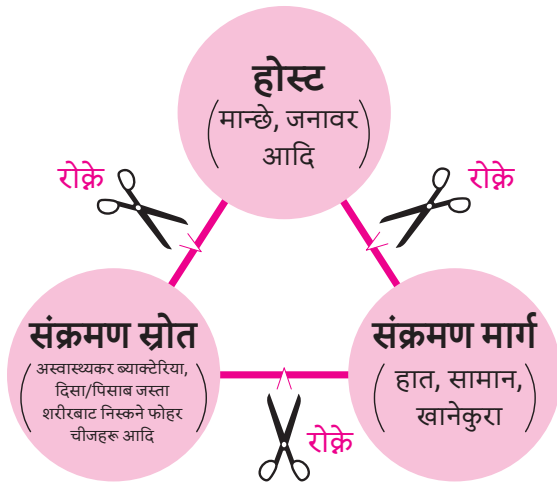 होस्ट
(मान्छे, जनावर
आदि)
रोक्ने
रोक्ने
संक्रमण स्रोत
(अस्वास्थ्यकर ब्याक्टेरिया,
दिसा/पिसाब जस्ता
शरीरबाट निस्कने फोहर
चीजहरू आदि)
संक्रमण मार्ग
(हात, सामान,
खानेकुरा)
रोक्ने